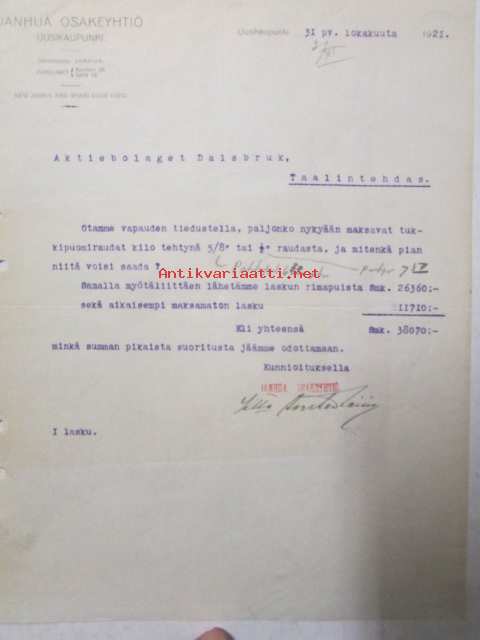 JANHUA OSAKEYHTIÖ
UUSIKAUPUNKI.
Uusikaupunki 31 pv. lokakuuta 1921.
Aktiebolaget Dalsbruk,
Taalintehdas.
Otamme vapauden tiedustella, paljonko nykyään maksavat tuk-
kipuomiraudat kilo tehtynä 5/8" tai ½" raudasta, ja mitenkä pian
niitä voisi saada ?
Antikvariaatti.net
Samalla myötäliittäen lähetämme laskun rimapuista Smk. 26360:-
sekä aikaisempi maksamaton lasku " 11710:-
Eli yhteensä Smk. 38070:-
minkä summan pikaista suoritusta jäämme odottamaan.
Kunnioituksella
JANHUA OSAKEYHTIÖ
I lasku.